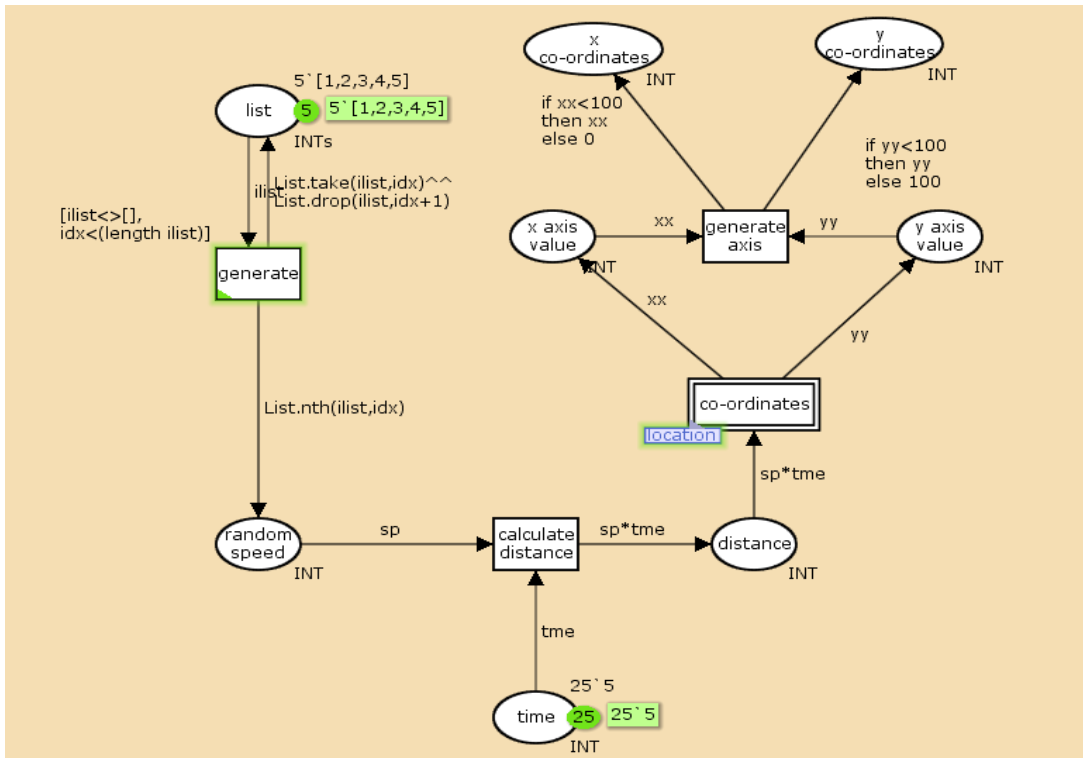 x
co-ordinates
INT
y
co-ordinates
INT
5`[1,2,3,4,5]
list
5
5`[1,2,3,4,5]
INTs
if xx<100
then xx
else 0
if yy<100
then yy
else 100
ilist
List.take(ilist,idx)^^
List.drop(ilist,idx+1)
[ilist<>[],
idx<(length ilist)]
generate
x axis
value
INT
xx
generate
axis
yy
y axis
value
INT
xx
yy
co-ordinates
location
List.nth(ilist,idx)
sp*tme
random
speed
INT
sp
calculate
distance
sp*tme
distance
INT
tme
25`5
time
25
25`5
INT